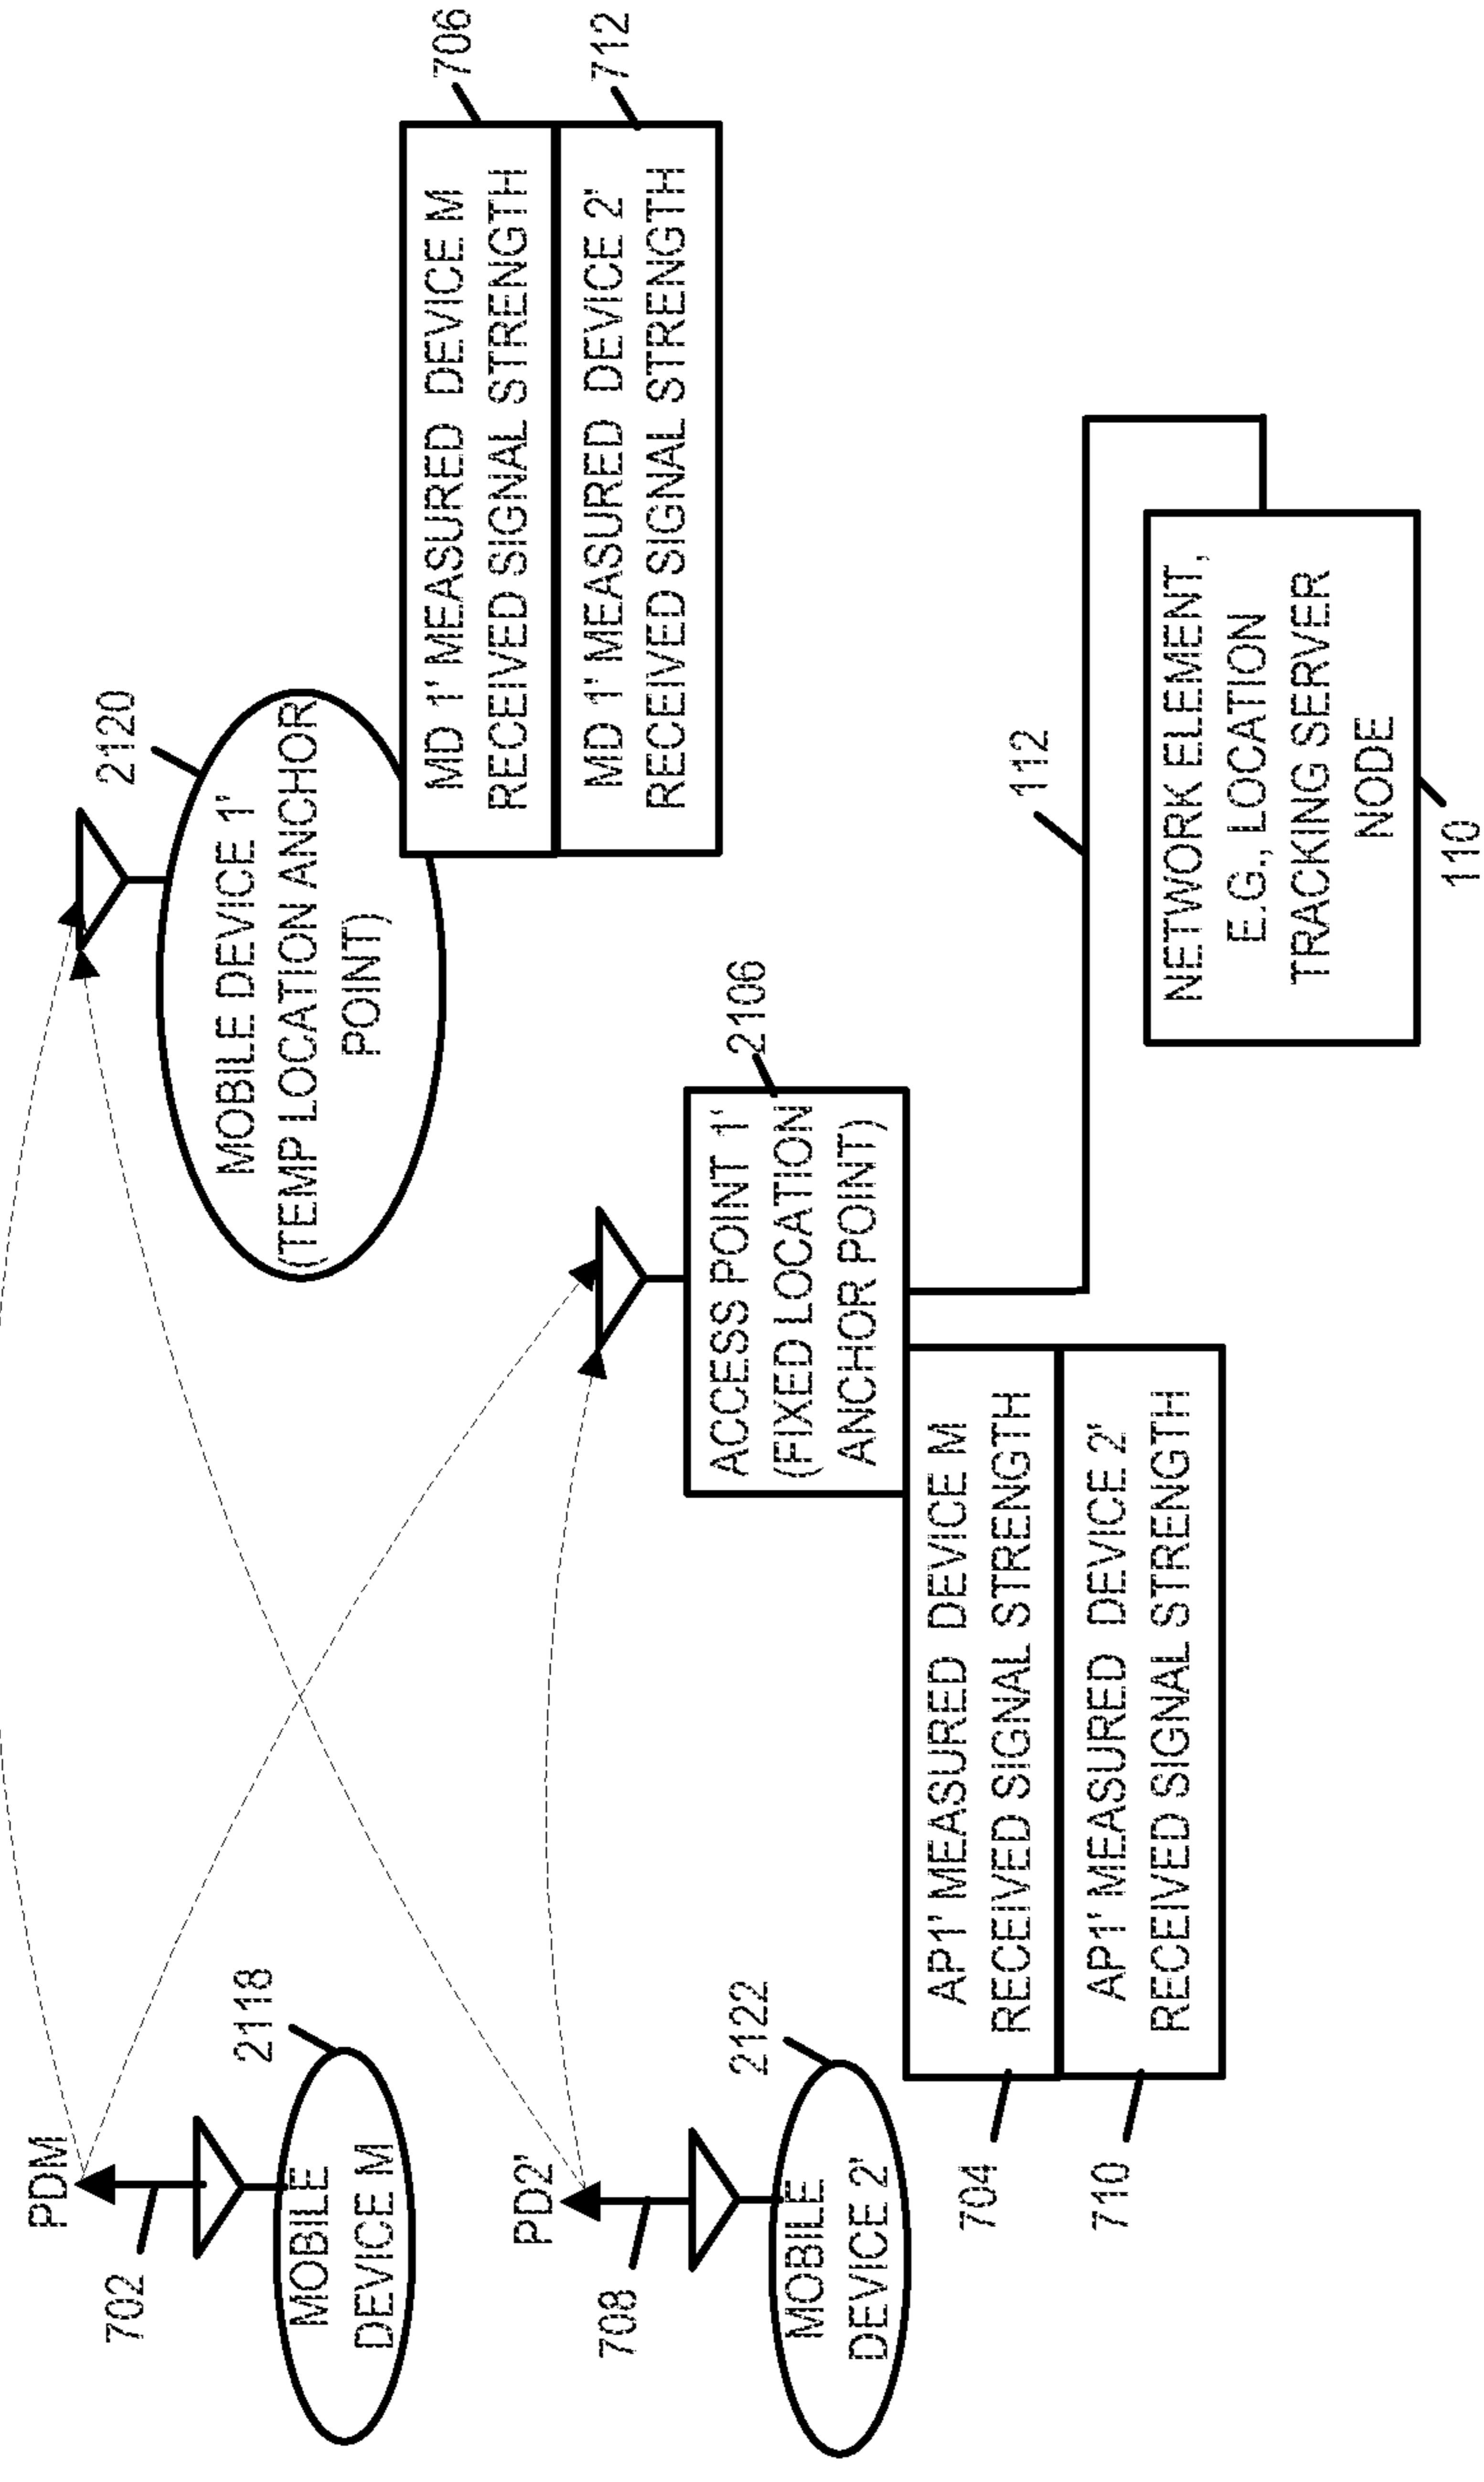 PDM
702
MOBILE
DEVICE M
2118
2120
MOBILE DEVICE 1'
(TEMP LOCATION ANCHOR
POINT)
706
MD 1' MEASURED DEVICE M
RECEIVED SIGNAL STRENGTH
712
MD 1' MEASURED DEVICE 2'
RECEIVED SIGNAL STRENGTH
PD2'
708
MOBILE
DEVICE 2'
2122
2106
ACCESS POINT 1'
(FIXED LOCATION
ANCHOR POINT)
704
AP1' MEASURED DEVICE M
RECEIVED SIGNAL STRENGTH
710
AP1' MEASURED DEVICE 2'
RECEIVED SIGNAL STRENGTH
112
NETWORK ELEMENT,
E.G., LOCATION
TRACKING SERVER
NODE
110